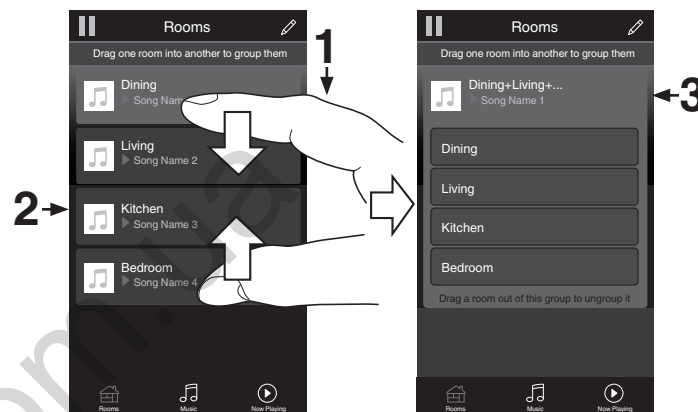 Rooms
Drag one room into another to group them
1
Dining
Song Nam
Living
Song Name 2
2
Kitchen
Song Name 3
Bedroom
Song Name 4
Rooms
Music
Now Playing
Rooms
Drag one room into another to group them
Dining+Living+...
Song Name 1
3
Dining
Living
Kitchen
Bedroom
Drag a room out of this group to ungroup it
Rooms
Music
Now Playing
om.ua